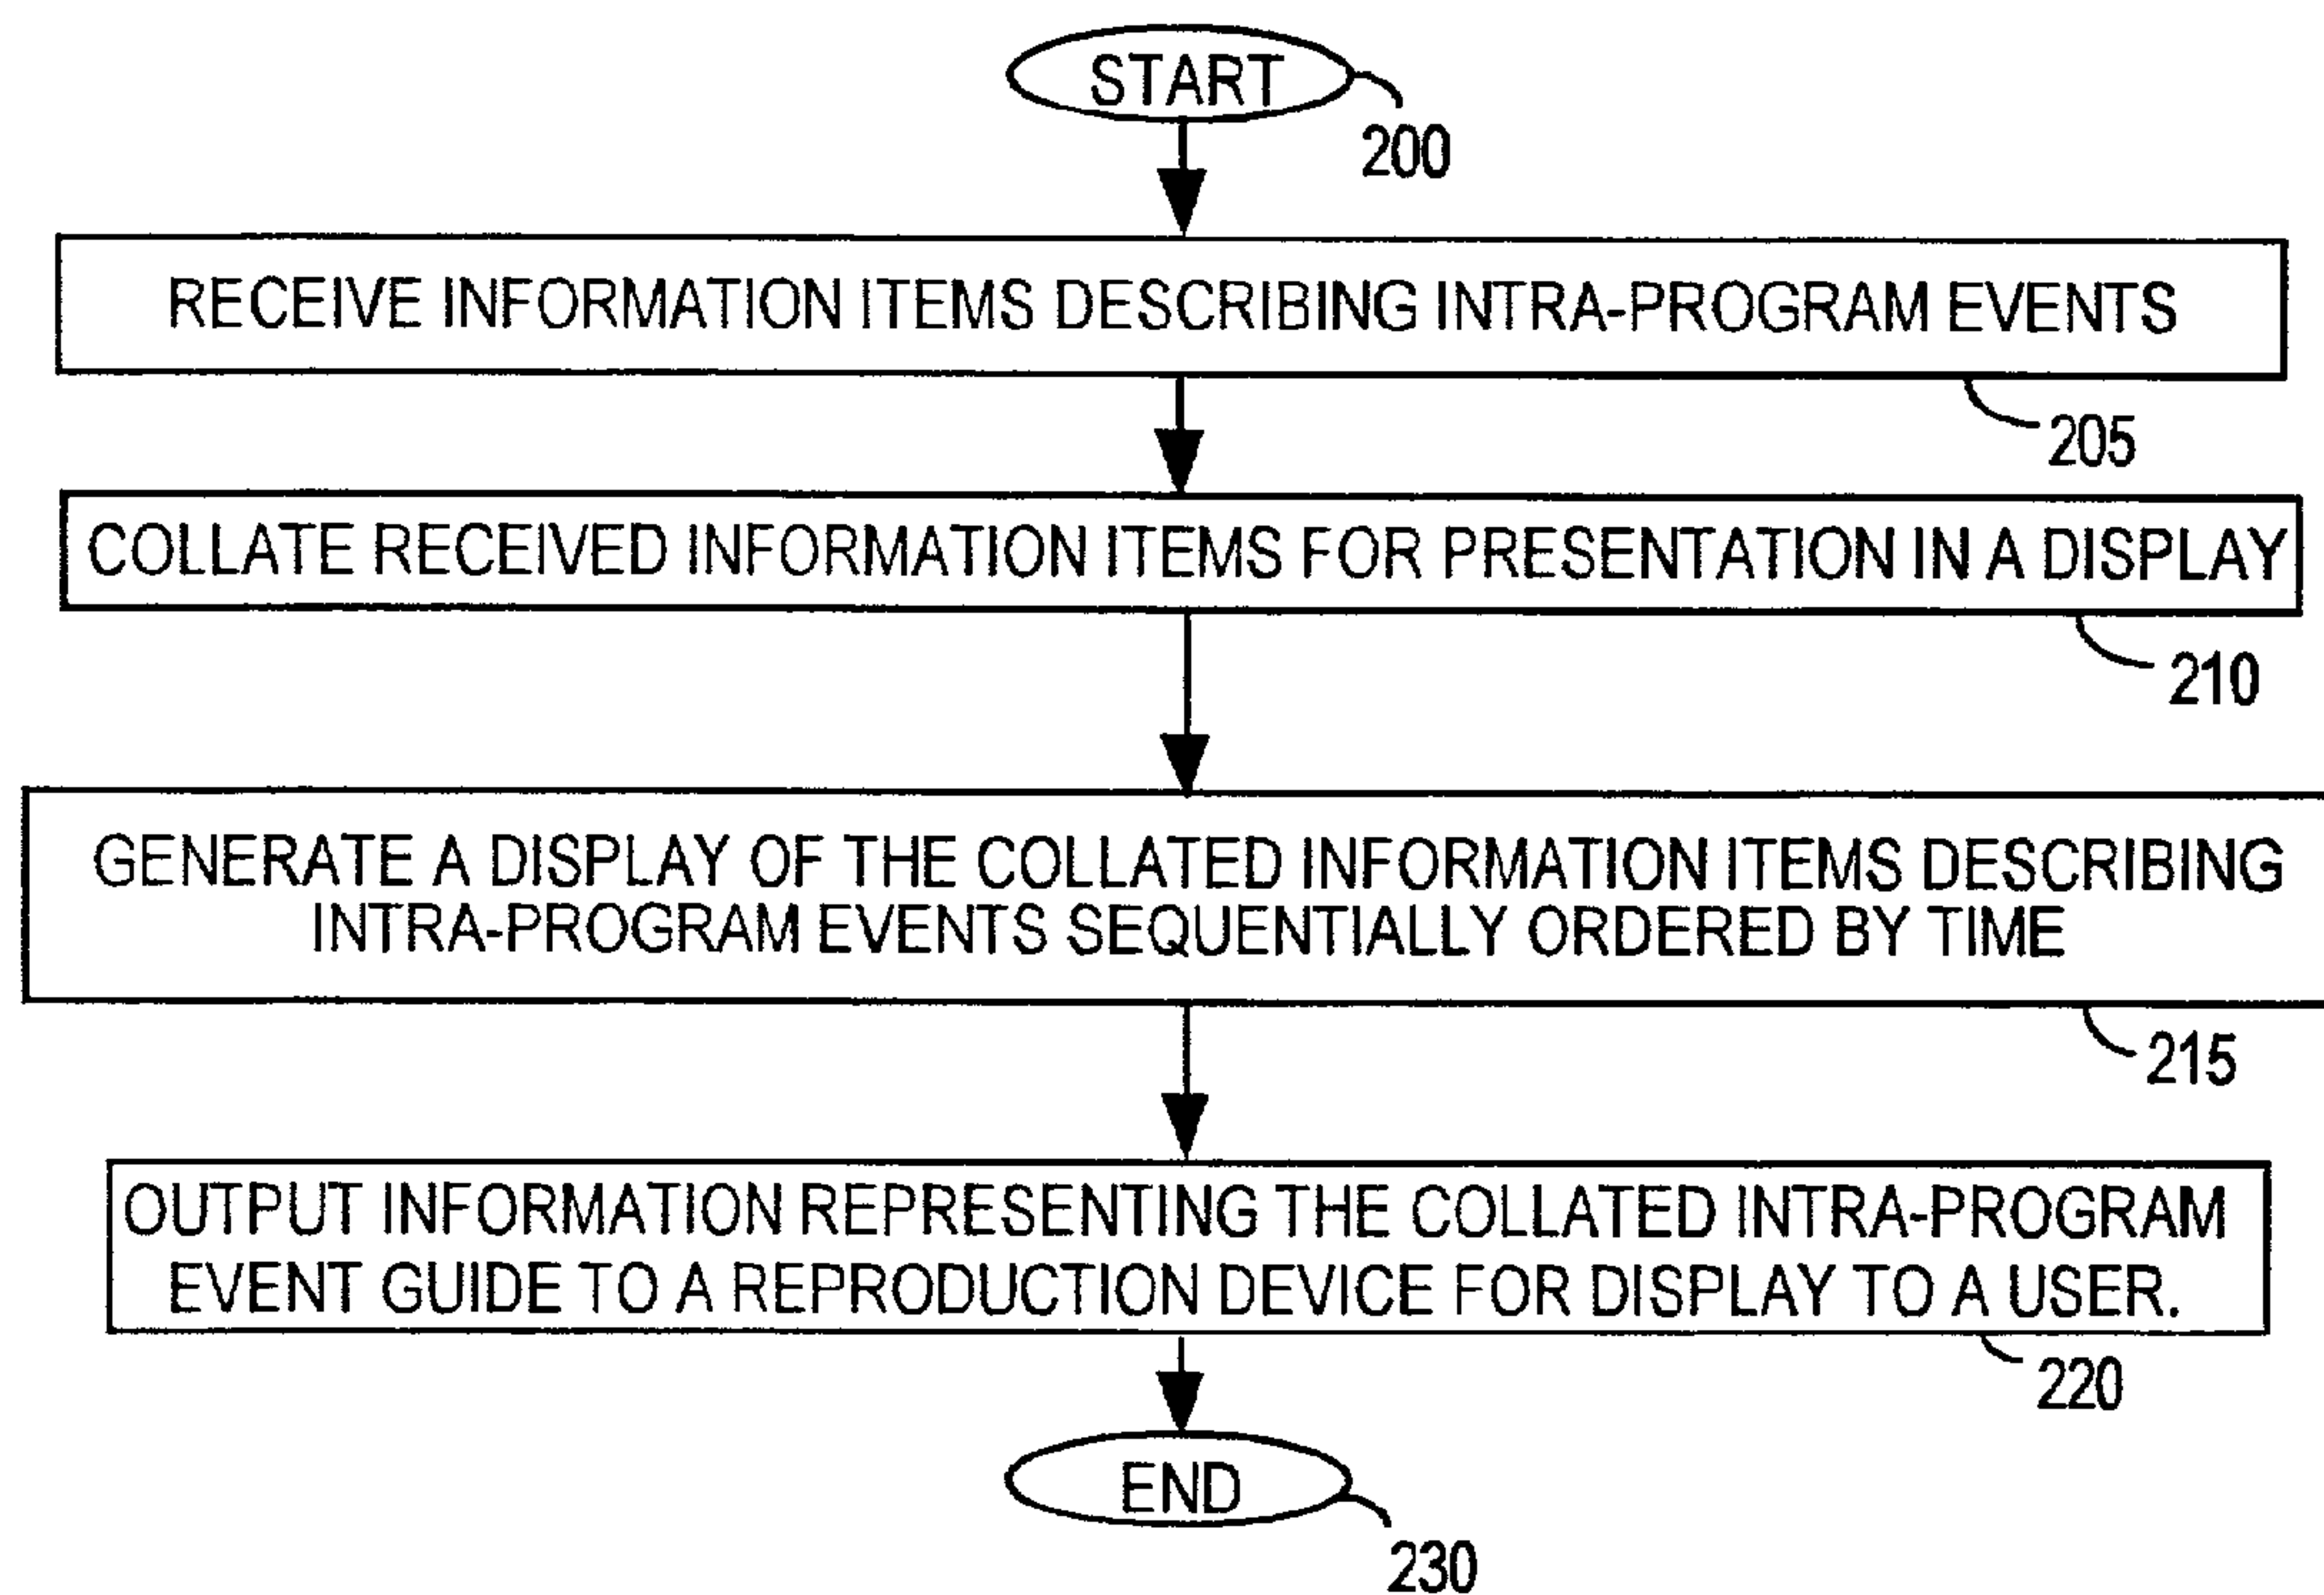 START
200
RECEIVE INFORMATION ITEMS DESCRIBING INTRA-PROGRAM EVENTS
205
COLLATE RECEIVED INFORMATION ITEMS FOR PRESENTATION IN A DISPLAY
210
GENERATE A DISPLAY OF THE COLLATED INFORMATION ITEMS DESCRIBING
INTRA-PROGRAM EVENTS SEQUENTIALLY ORDERED BY TIME
215
OUTPUT INFORMATION REPRESENTING THE COLLATED INTRA-PROGRAM
EVENT GUIDE TO A REPRODUCTION DEVICE FOR DISPLAY TO A USER.
220
END
230